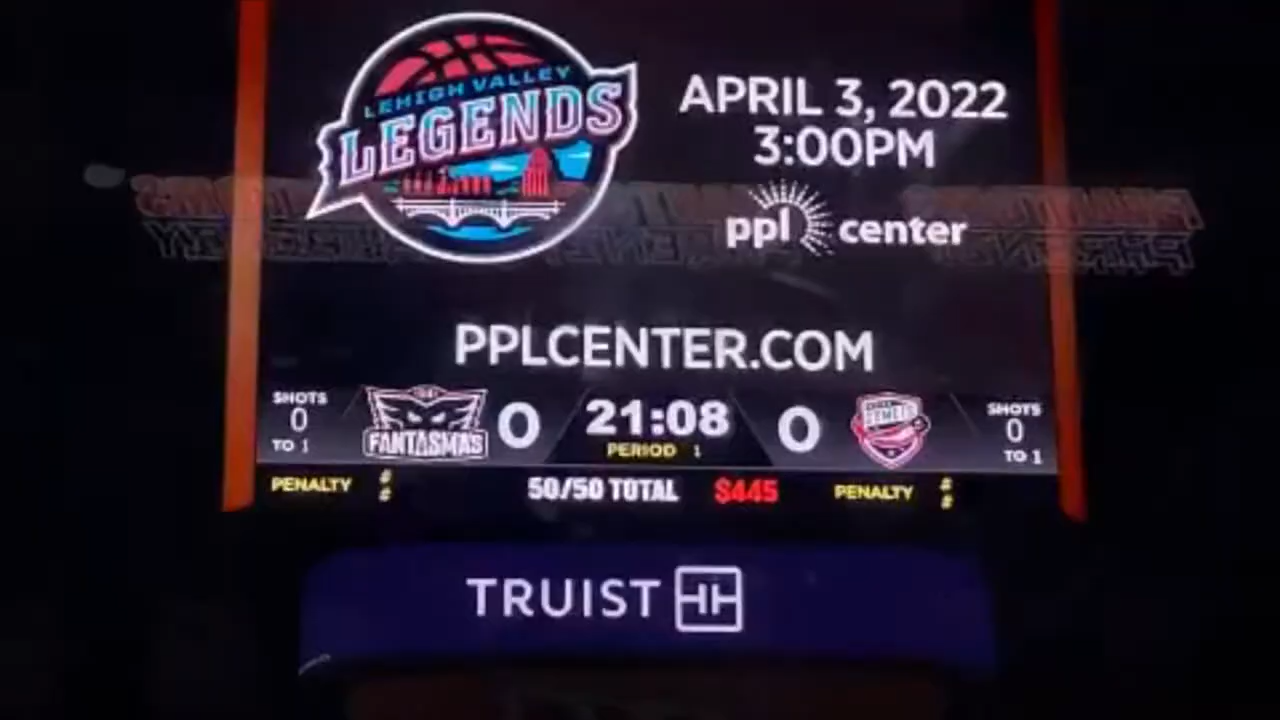 LEHIGH VALLEY
LEGENDS
APRIL 3, 2022
3:00PM
ppl center
PPLCENTER.COM
SHOTS
0
TO 1
FANTASMAS
0
21:08
PERIOD 1
0
SHOTS
0
TO 1
PENALTY # #
50/50 TOTAL $445
PENALTY # #
TRUIST